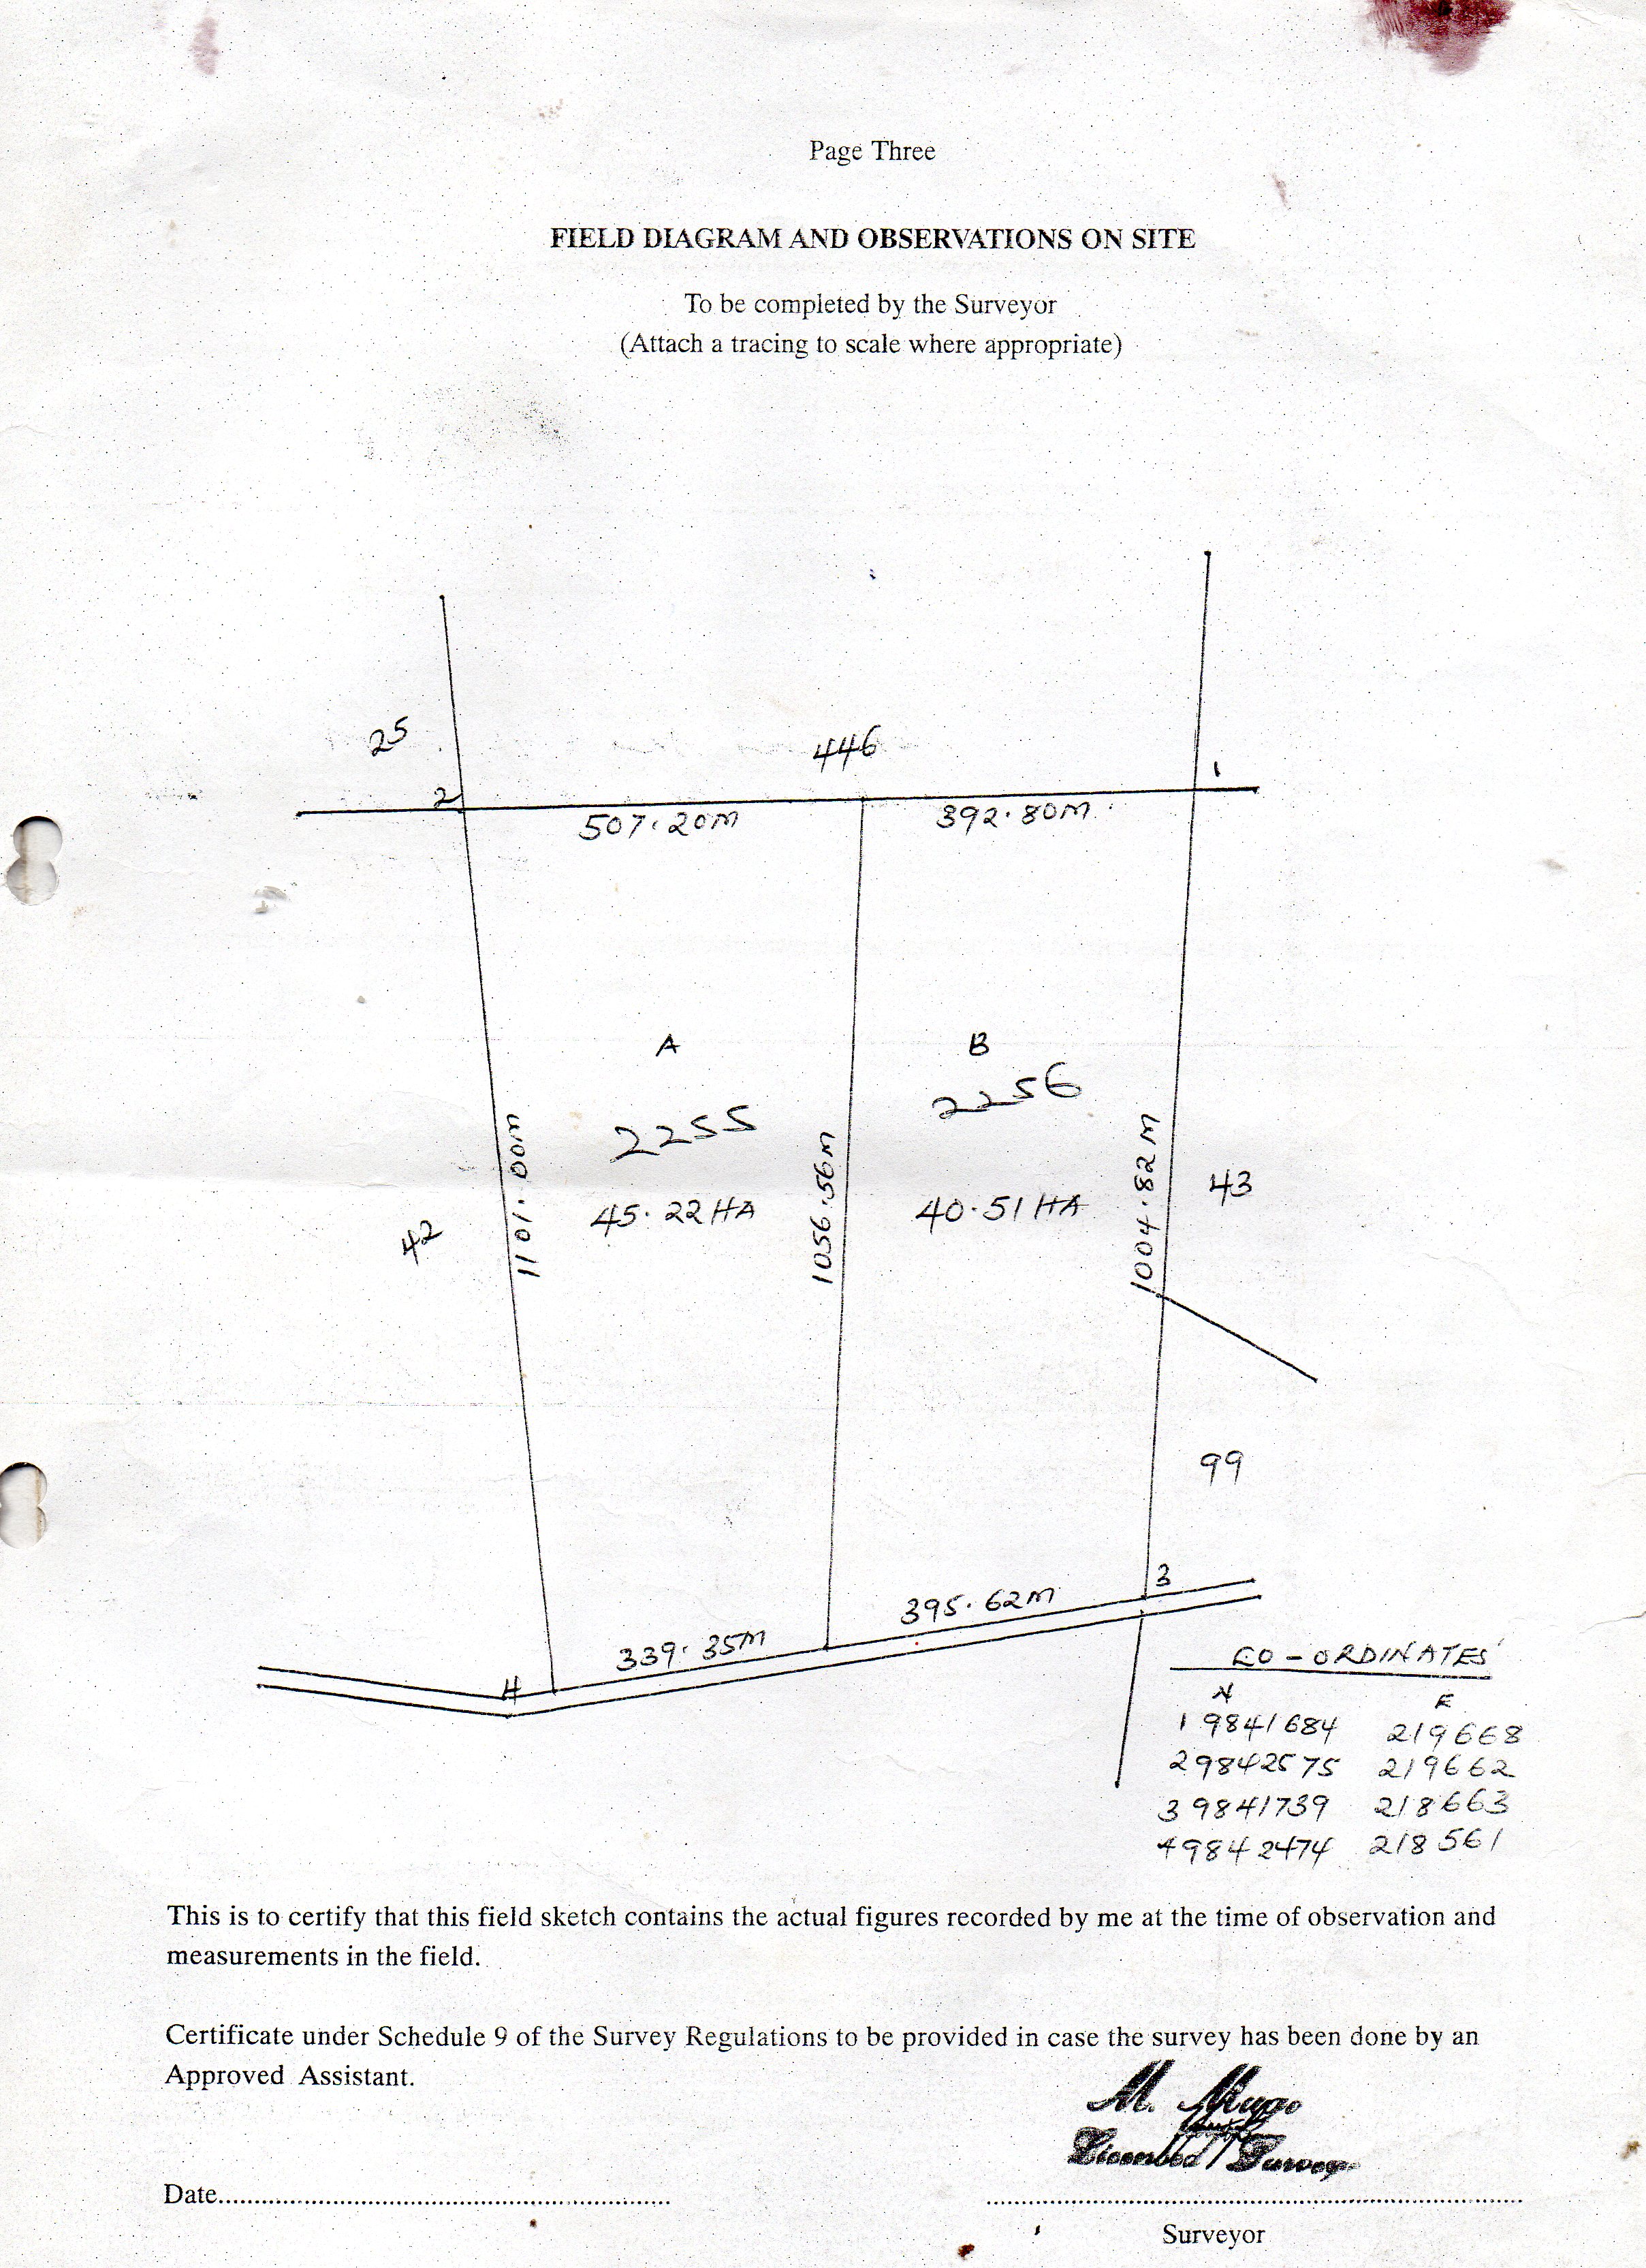 Page Three
FIELD DIAGRAM AND OBSERVATIONS ON SITE
To be completed by the Surveyor
(Attach a tracing to scale where appropriate)
25
446
1
2
507.20M
392.80M
A
B
2255
2256
1101.00M
1056.56M
1004.82M
45.22HA
40.51HA
43
42
99
3
395.62M
339.35M
4
CO-ORDINATES
N E
1 9841684 219668
2 9842575 219662
3 9841739 218663
4 9842474 218561
This is to certify that this field sketch contains the actual figures recorded by me at the time of observation and
measurements in the field.
Certificate under Schedule 9 of the Survey Regulations to be provided in case the survey has been done by an
Approved Assistant.
M. Mugo
Licensed Surveyor
Date....................
Surveyor